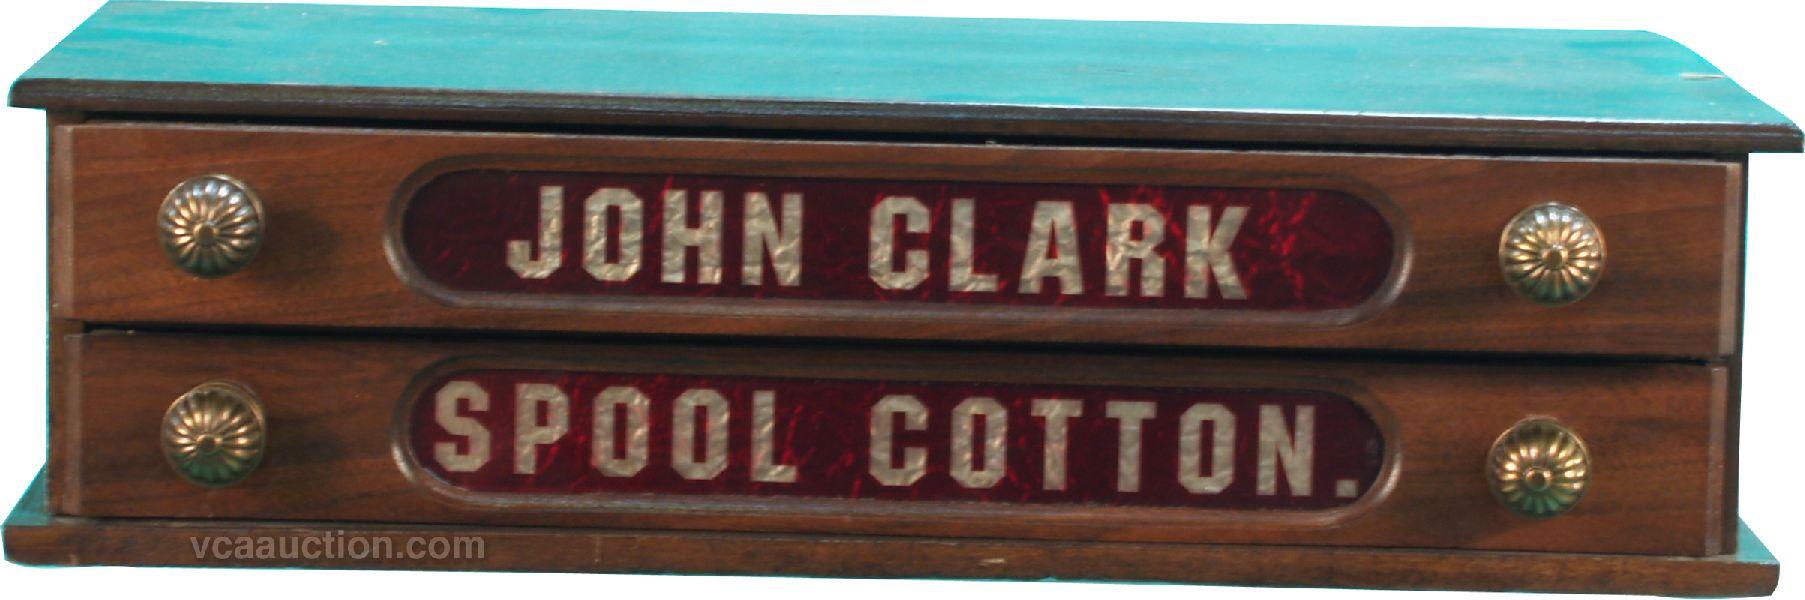 JOHN CLARK
SPOOL COTTON.
vcaauction.com